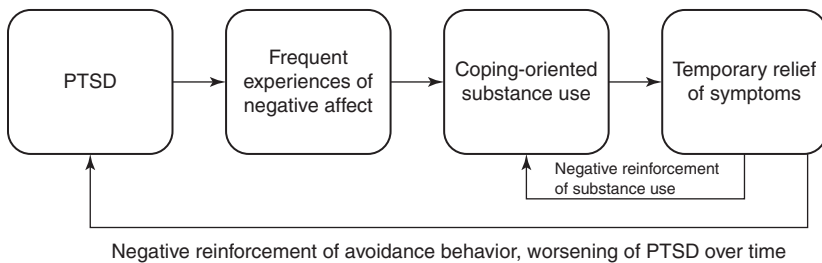 PTSD
Frequent
experiences of
negative affect
Coping-oriented
substance use
Temporary relief
of symptoms
Negative reinforcement
of substance use
Negative reinforcement of avoidance behavior, worsening of PTSD over time